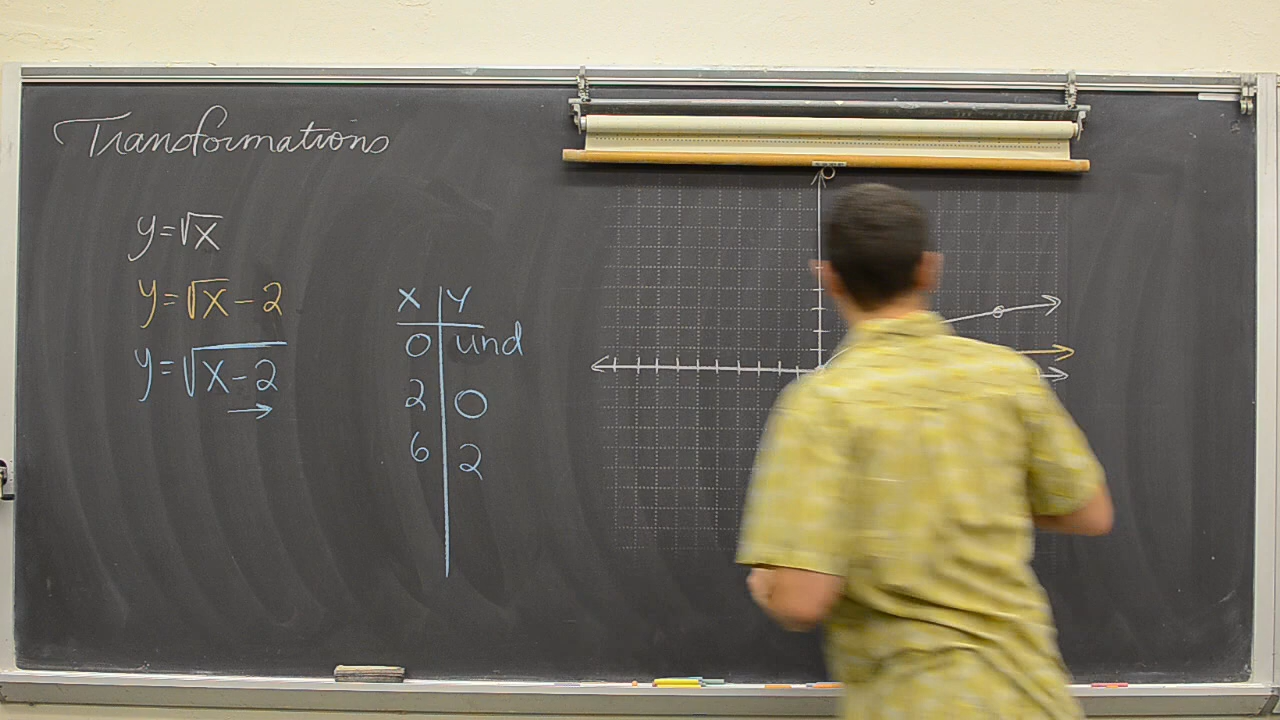 Transformations
y=√x
y=√x-2
y=√(x-2)
x y
0 und
2 0
6 2